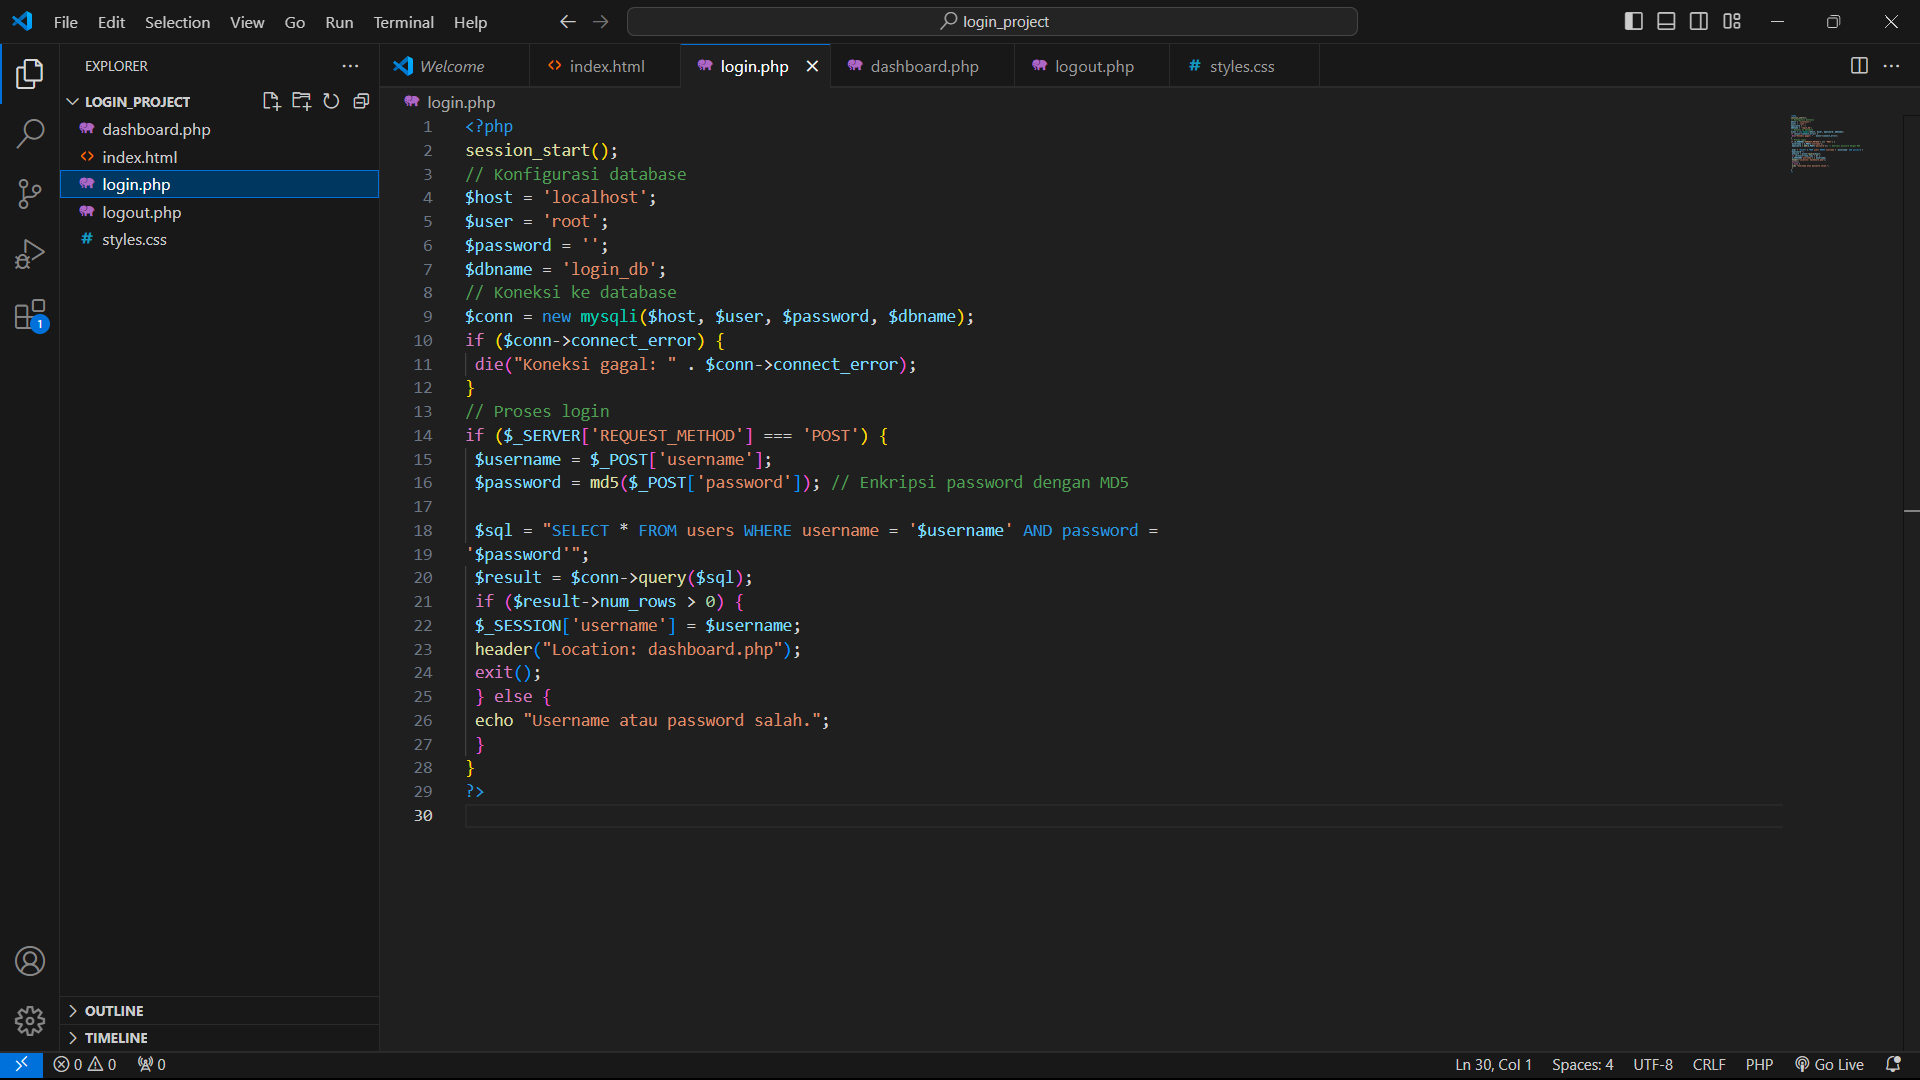 File Edit Selection View Go Run Terminal Help
login_project
EXPLORER
LOGIN_PROJECT
dashboard.php
index.html
login.php
logout.php
styles.css
OUTLINE
TIMELINE
Welcome
index.html
login.php
dashboard.php
logout.php
styles.css
login.php
1 <?php
2 session_start();
3 // Konfigurasi database
4 $host = 'localhost';
5 $user = 'root';
6 $password = '';
7 $dbname = 'login_db';
8 // Koneksi ke database
9 $conn = new mysqli($host, $user, $password, $dbname);
10 if ($conn->connect_error) {
11 die("Koneksi gagal: " . $conn->connect_error);
12 }
13 // Proses login
14 if ($_SERVER['REQUEST_METHOD'] === 'POST') {
15 $username = $_POST['username'];
16 $password = md5($_POST['password']); // Enkripsi password dengan MD5
17
18 $sql = "SELECT * FROM users WHERE username = '$username' AND password =
19 '$password'";
20 $result = $conn->query($sql);
21 if ($result->num_rows > 0) {
22 $_SESSION['username'] = $username;
23 header("Location: dashboard.php");
24 exit();
25 } else {
26 echo "Username atau password salah.";
27 }
28 }
29 ?>
30
1
0 0 0
Ln 30, Col 1 Spaces: 4 UTF-8 CRLF PHP Go Live